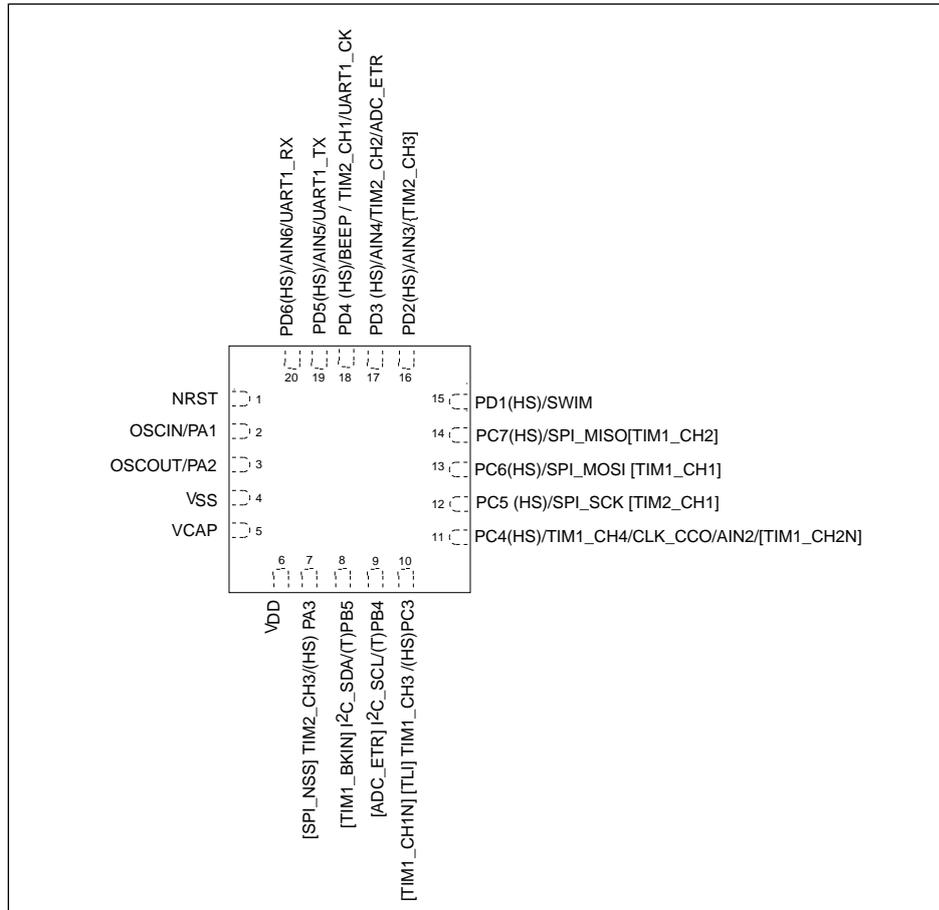 PD6(HS)/AIN6/UART1_RX
PD5(HS)/AIN5/UART1_TX
PD4 (HS)/BEEP / TIM2_CH1/UART1_CK
PD3 (HS)/AIN4/TIM2_CH2/ADC_ETR
PD2(HS)/AIN3/{TIM2_CH3]
20 19 18 17 16
NRST 1
OSCIN/PA1 2
OSCOUT/PA2 3
VSS 4
VCAP 5
15 PD1(HS)/SWIM
14 PC7(HS)/SPI_MISO[TIM1_CH2]
13 PC6(HS)/SPI_MOSI [TIM1_CH1]
12 PC5 (HS)/SPI_SCK [TIM2_CH1]
11 PC4(HS)/TIM1_CH4/CLK_CCO/AIN2/[TIM1_CH2N]
6 7 8 9 10
VDD
[SPI_NSS] TIM2_CH3/(HS) PA3
[TIM1_BKIN] I2C_SDA/(T)PB5
[ADC_ETR] I2C_SCL/(T)PB4
[TIM1_CH1N] [TLI] TIM1_CH3 /(HS)PC3